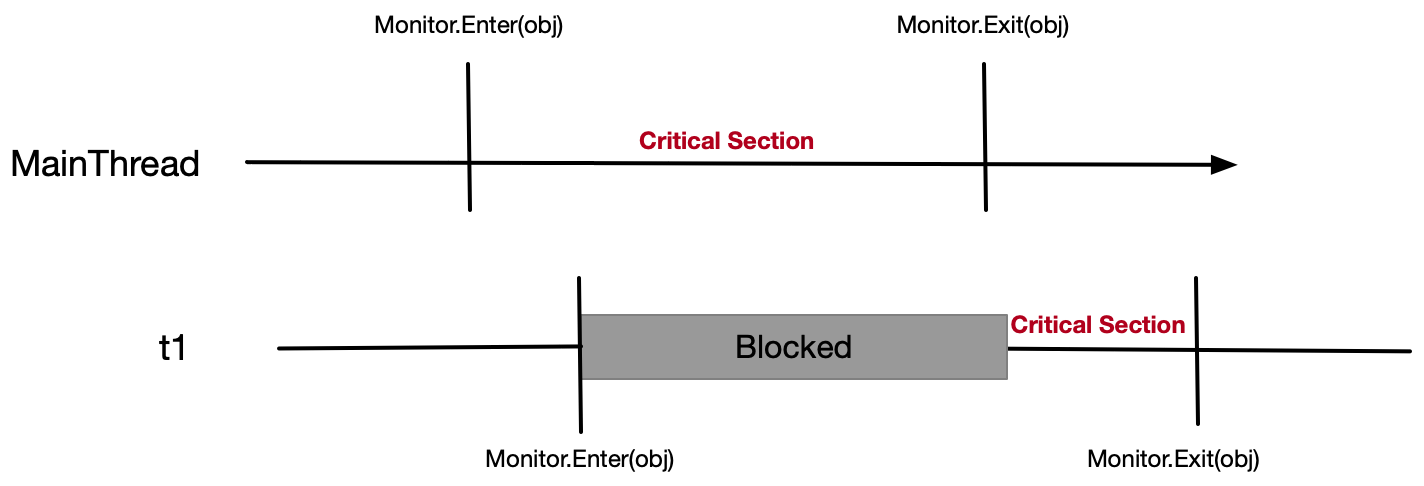 Monitor.Enter(obj)
Monitor.Exit(obj)
Critical Section
MainThread
Critical Section
t1
Blocked
Monitor.Enter(obj)
Monitor.Exit(obj)